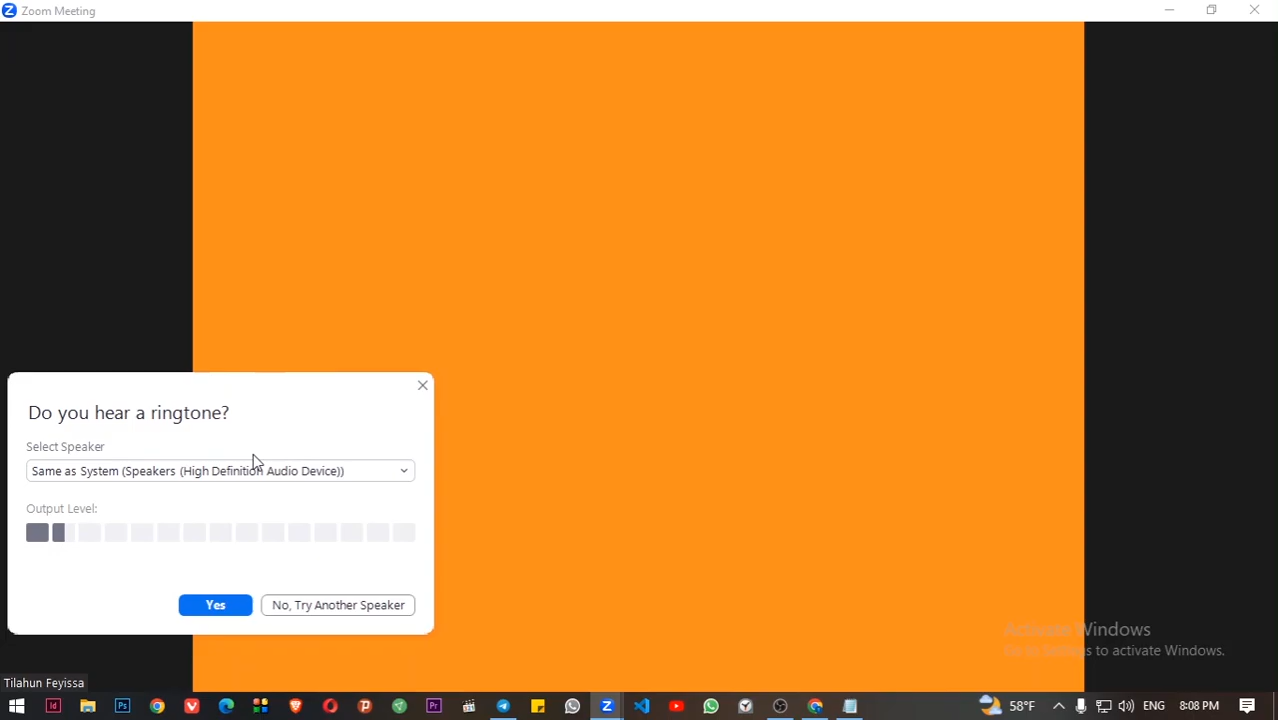 Zoom Meeting
Do you hear a ringtone?
Select Speaker
Same as System (Speakers (High Definition Audio Device))
Output Level:
Yes
No, Try Another Speaker
Activate Windows
Go to Settings to activate Windows.
Tilahun Feyissa
58°F
ENG
8:08 PM